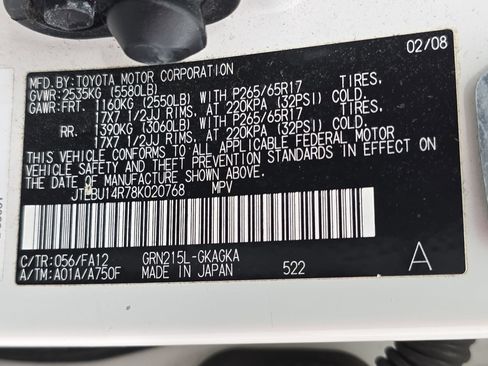 02/08
MFD.BY:TOYOTA MOTOR CORPORATION
GVWR:2535KG (5580LB)
GAWR:FRT. 1160KG (2550LB) WITH P265/65R17 TIRES,
17X7 1/2JJ RIMS, AT 220KPA (32PSI) COLD
RR. 1390KG (3060LB) WITH P265/65R17 TIRES,
17X7 1/2JJ RIMS, AT 220KPA (32PSI) COLD
THIS VEHICLE CONFORMS TO ALL APPLICABLE FEDERAL MOTOR
VEHICLE SAFETY AND THEFT PREVENTION STANDARDS IN EFFECT
ON THE DATE OF MANUFACTURE SHOWN ABOVE.
JTEBU14R78K020768 MPV
C/TR:056/FA12 GRN215L-GKAGKA
A/TM:A01A/A750F MADE IN JAPAN 522 A